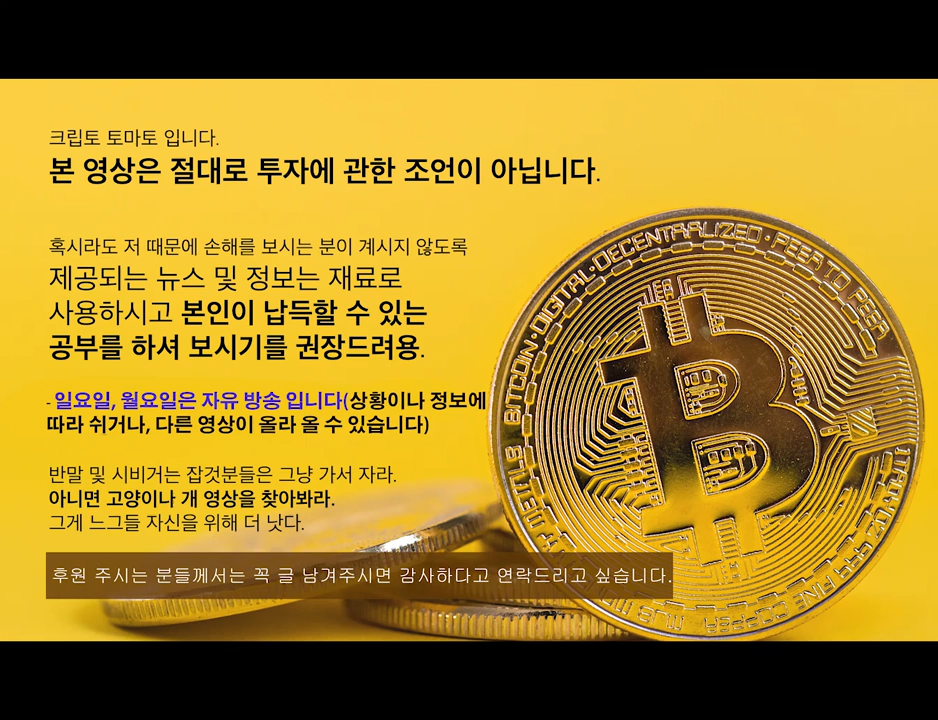 크립토 토마토 입니다.
본 영상은 절대로 투자에 관한 조언이 아닙니다.
혹시라도 저 때문에 손해를 보시는 분이 계시지 않도록
제공되는 뉴스 및 정보는 재료로
사용하시고 본인이 납득할 수 있는
공부를 하셔 보시기를 권장드려용.
- 일요일, 월요일은 자유 방송 입니다(상황이나 정보에
따라 쉬거나, 다른 영상이 올라 올 수 있습니다)
반말 및 시비거는 잡것분들은 그냥 가서 자라.
아니면 고양이나 개 영상을 찾아봐라.
그게 느그들 자신을 위해 더 낫다.
후원 주시는 분들께서는 꼭 글 남겨주시면 감사하다고 연락드리고 싶습니다.
BITCOIN · DIGITAL · DECENTRALIZED · PEER TO PEER